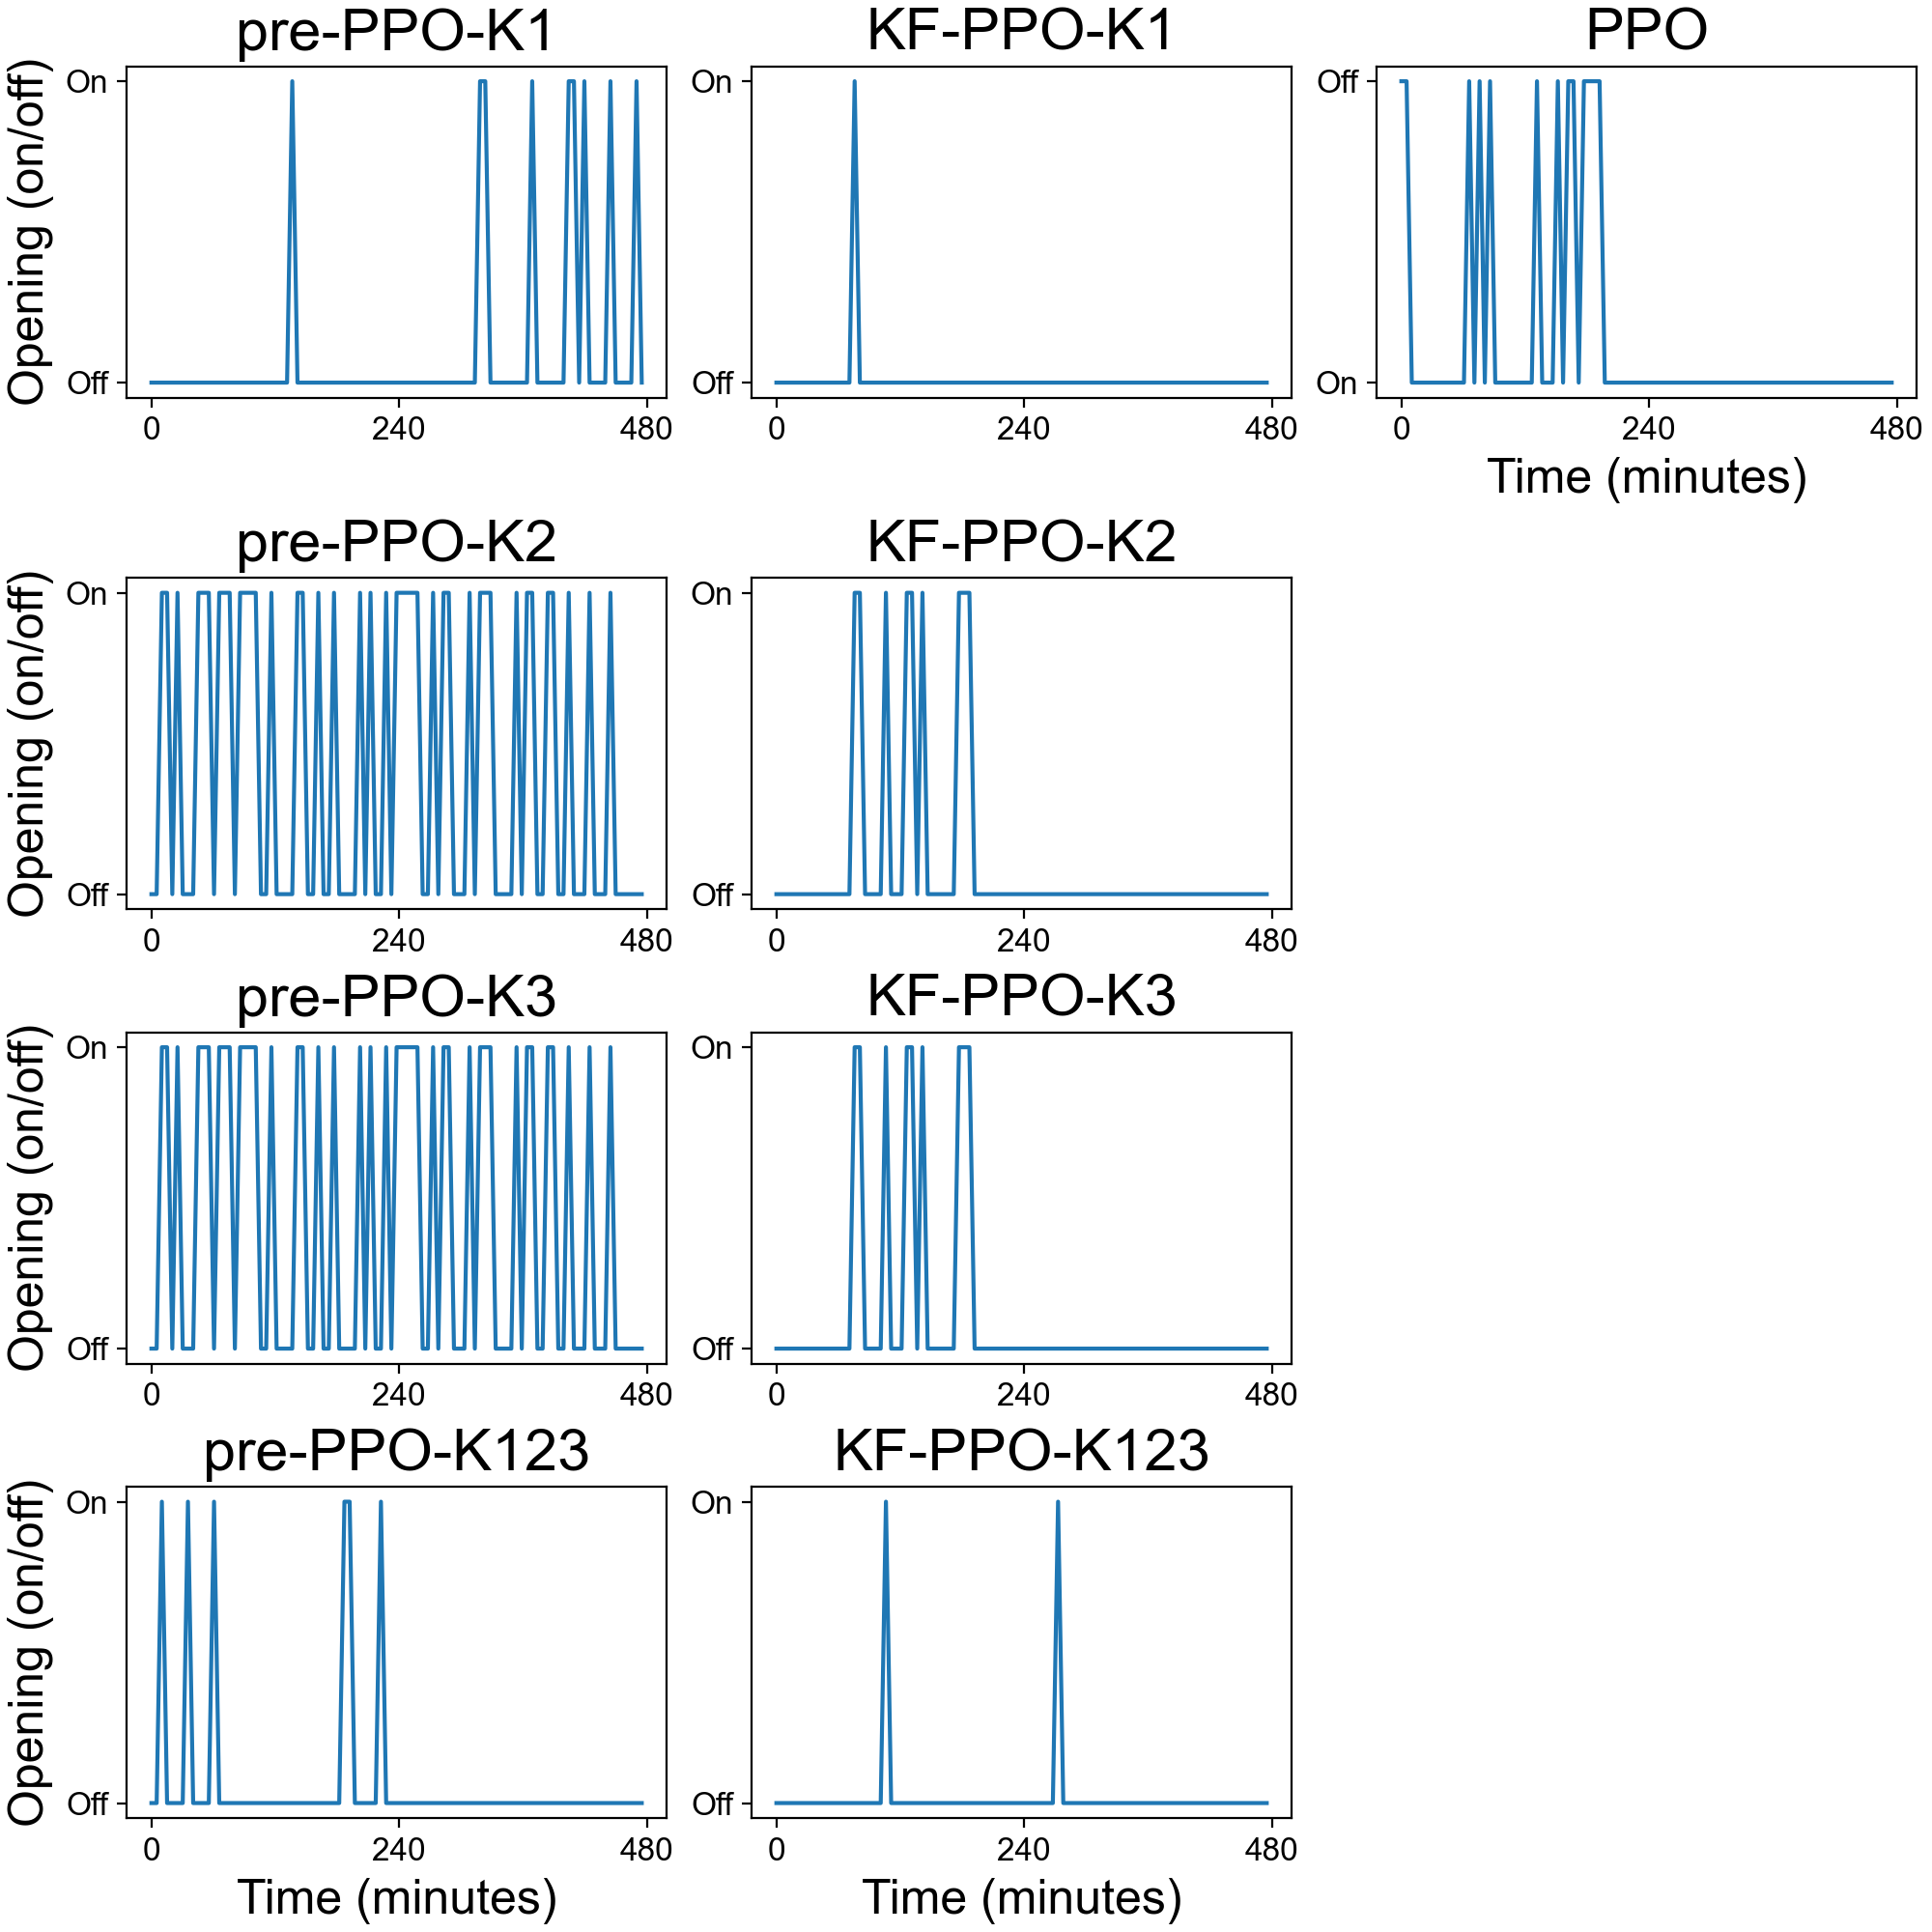 pre-PPO-K1 KF-PPO-K1 PPO
Opening (on/off)
On On Off
Off Off On
0 240 480 0 240 480 0 240 480
Time (minutes)
pre-PPO-K2 KF-PPO-K2
Opening (on/off)
On On
Off Off
0 240 480 0 240 480
pre-PPO-K3 KF-PPO-K3
Opening (on/off)
On On
Off Off
0 240 480 0 240 480
pre-PPO-K123 KF-PPO-K123
Opening (on/off)
On On
Off Off
0 240 480 0 240 480
Time (minutes) Time (minutes)